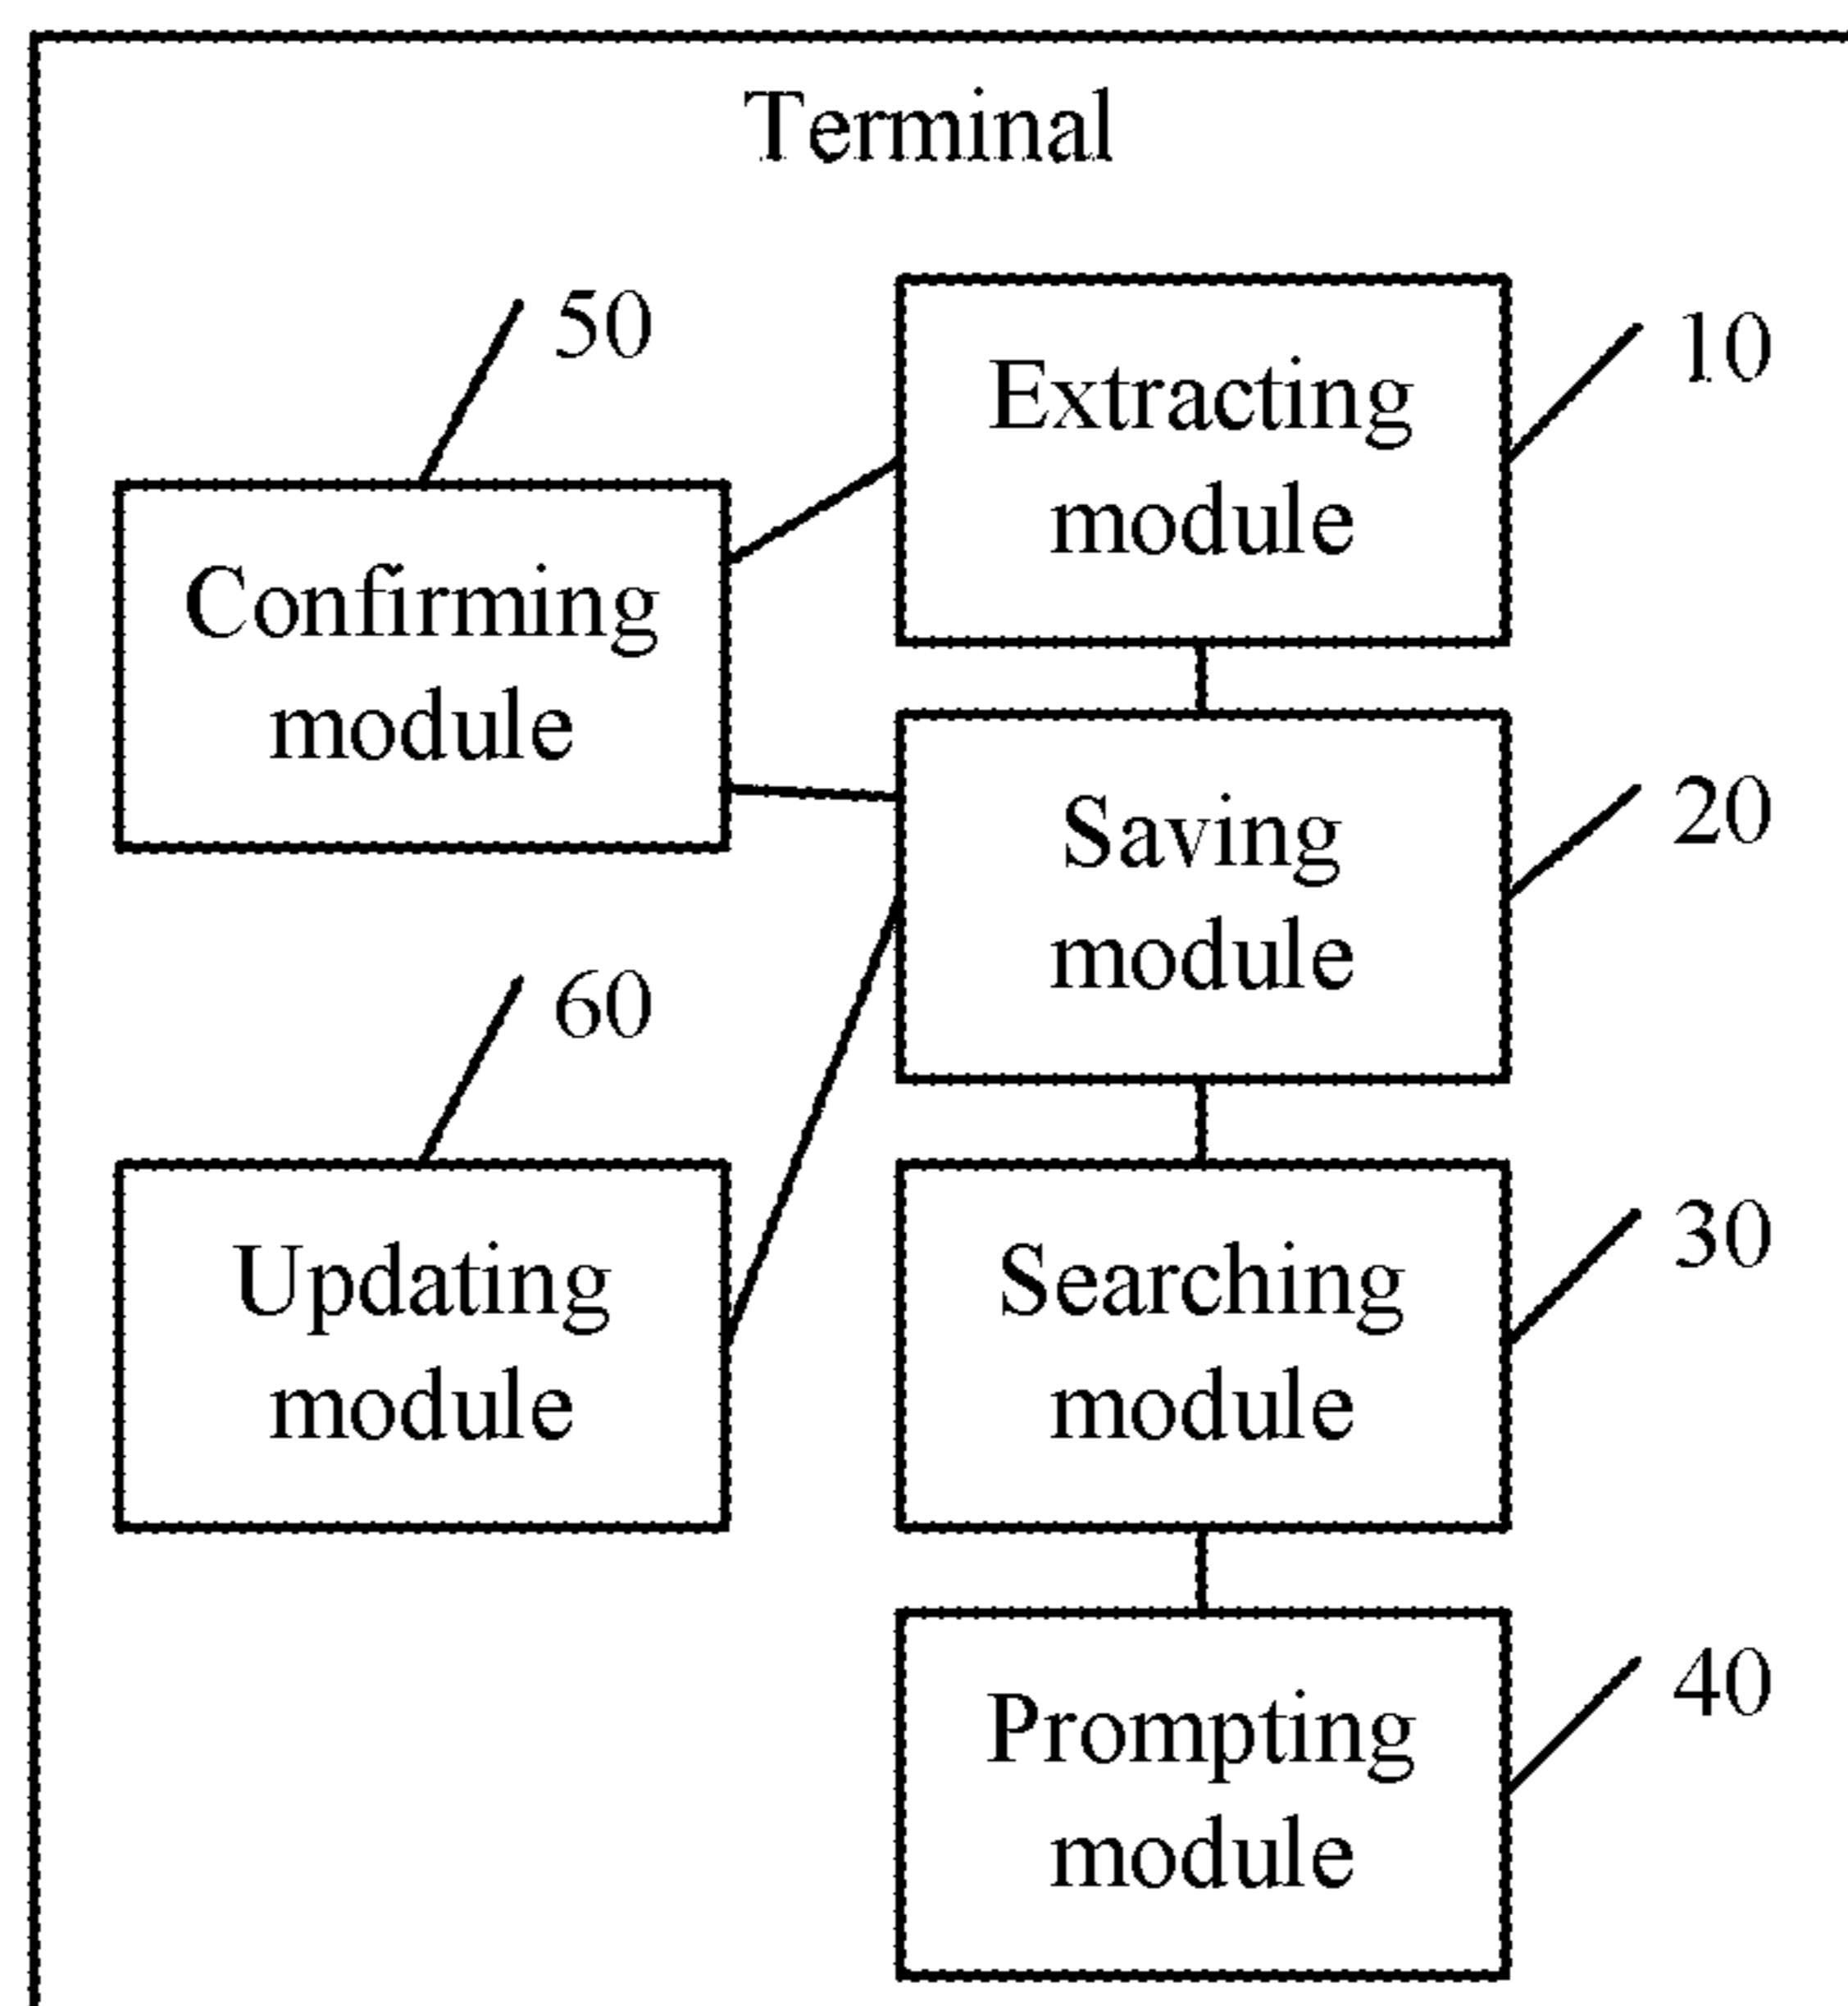 Terminal
50
Extracting
module
10
Confirming
module
Saving
module
20
60
Updating
module
Searching
module
30
Prompting
module
40